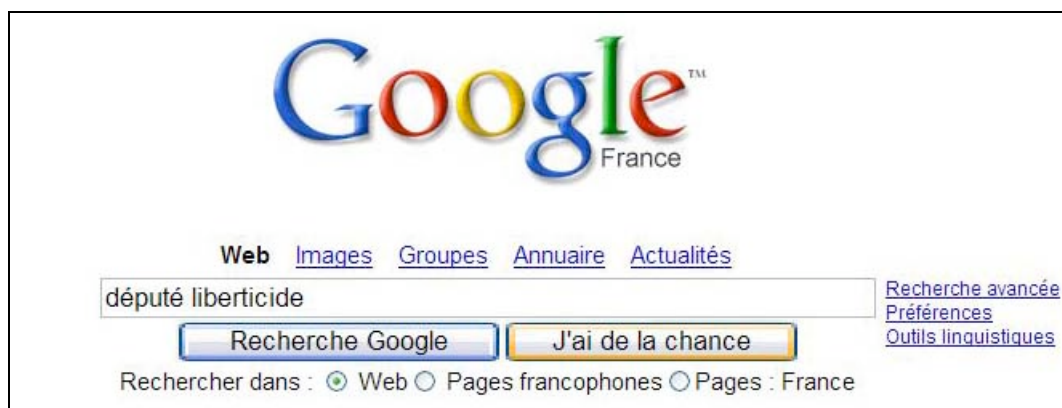 Google™
France
Web Images Groupes Annuaire Actualités
député liberticide
Recherche avancée
Préférences
Outils linguistiques
Recherche Google J'ai de la chance
Rechercher dans : Web Pages francophones Pages : France